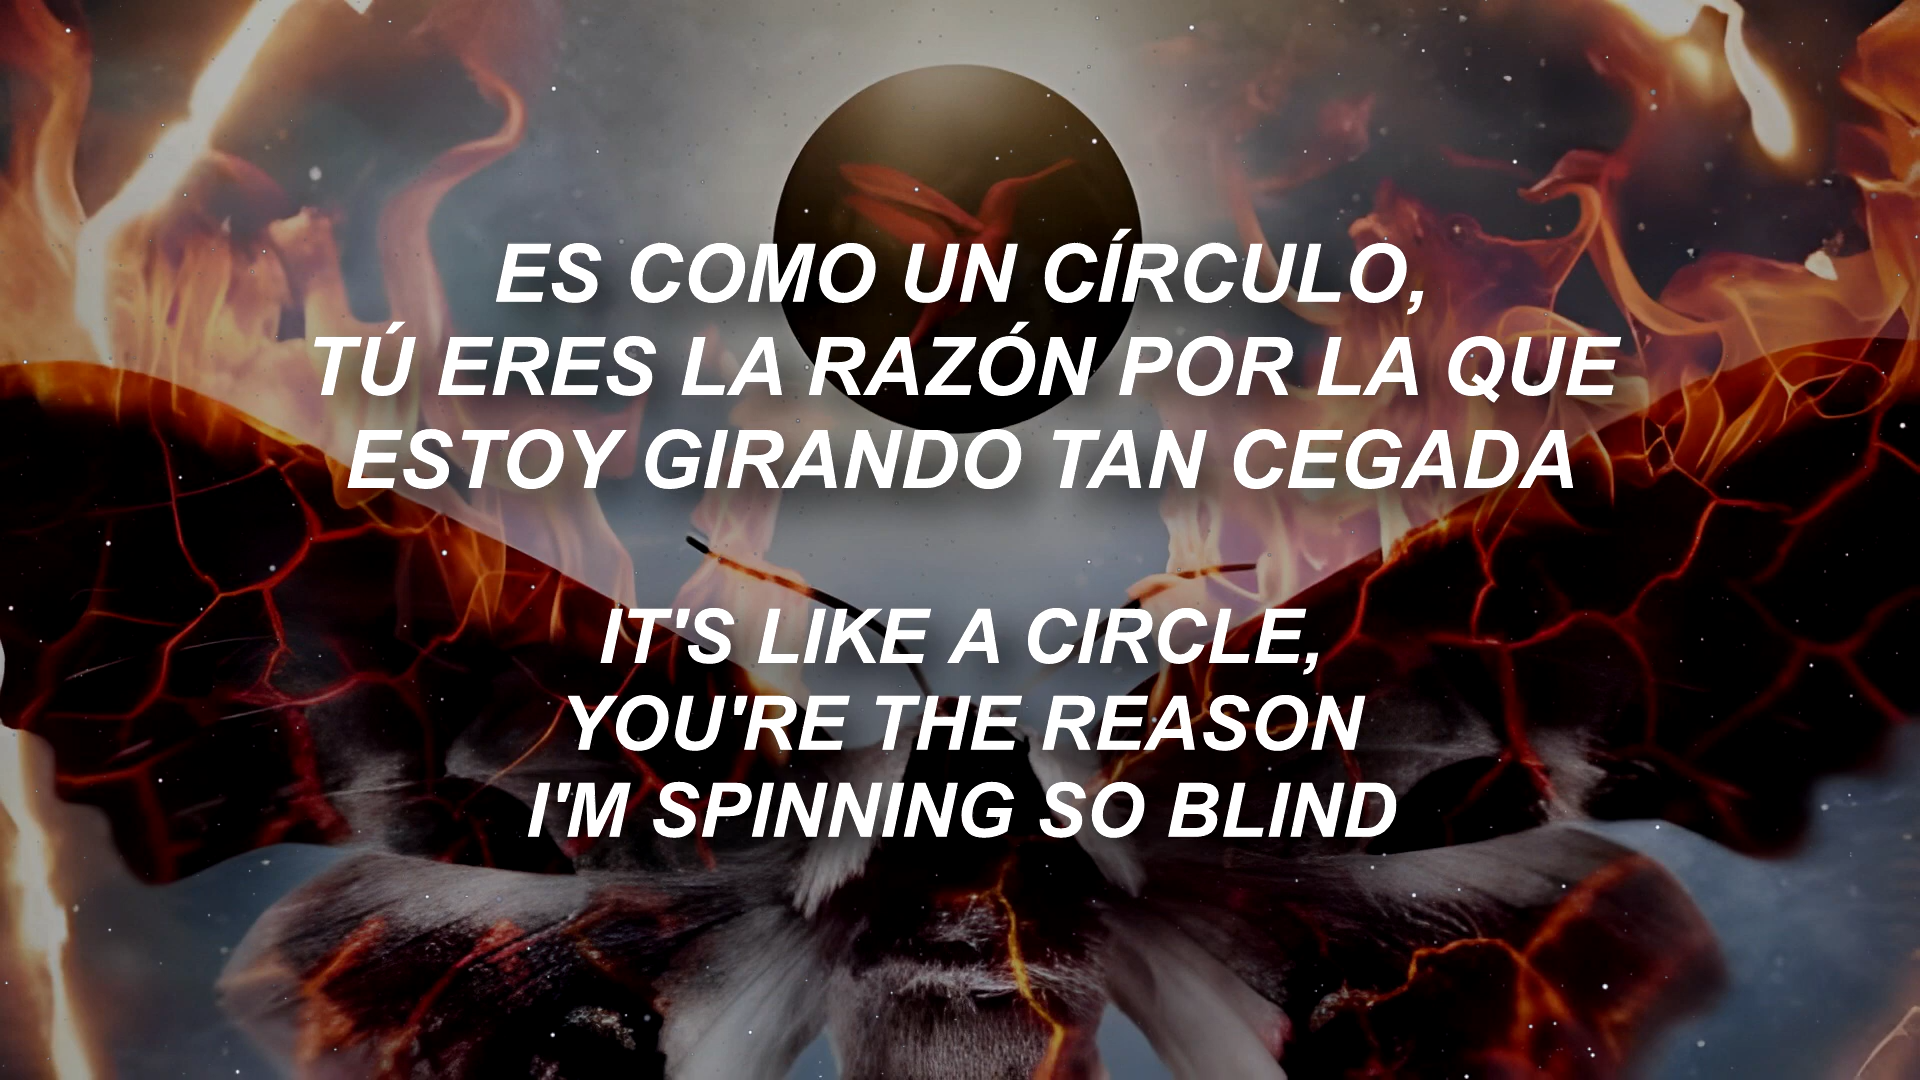 ES COMO UN CÍRCULO,
TÚ ERES LA RAZÓN POR LA QUE
ESTOY GIRANDO TAN CEGADA
IT'S LIKE A CIRCLE,
YOU'RE THE REASON
I'M SPINNING SO BLIND